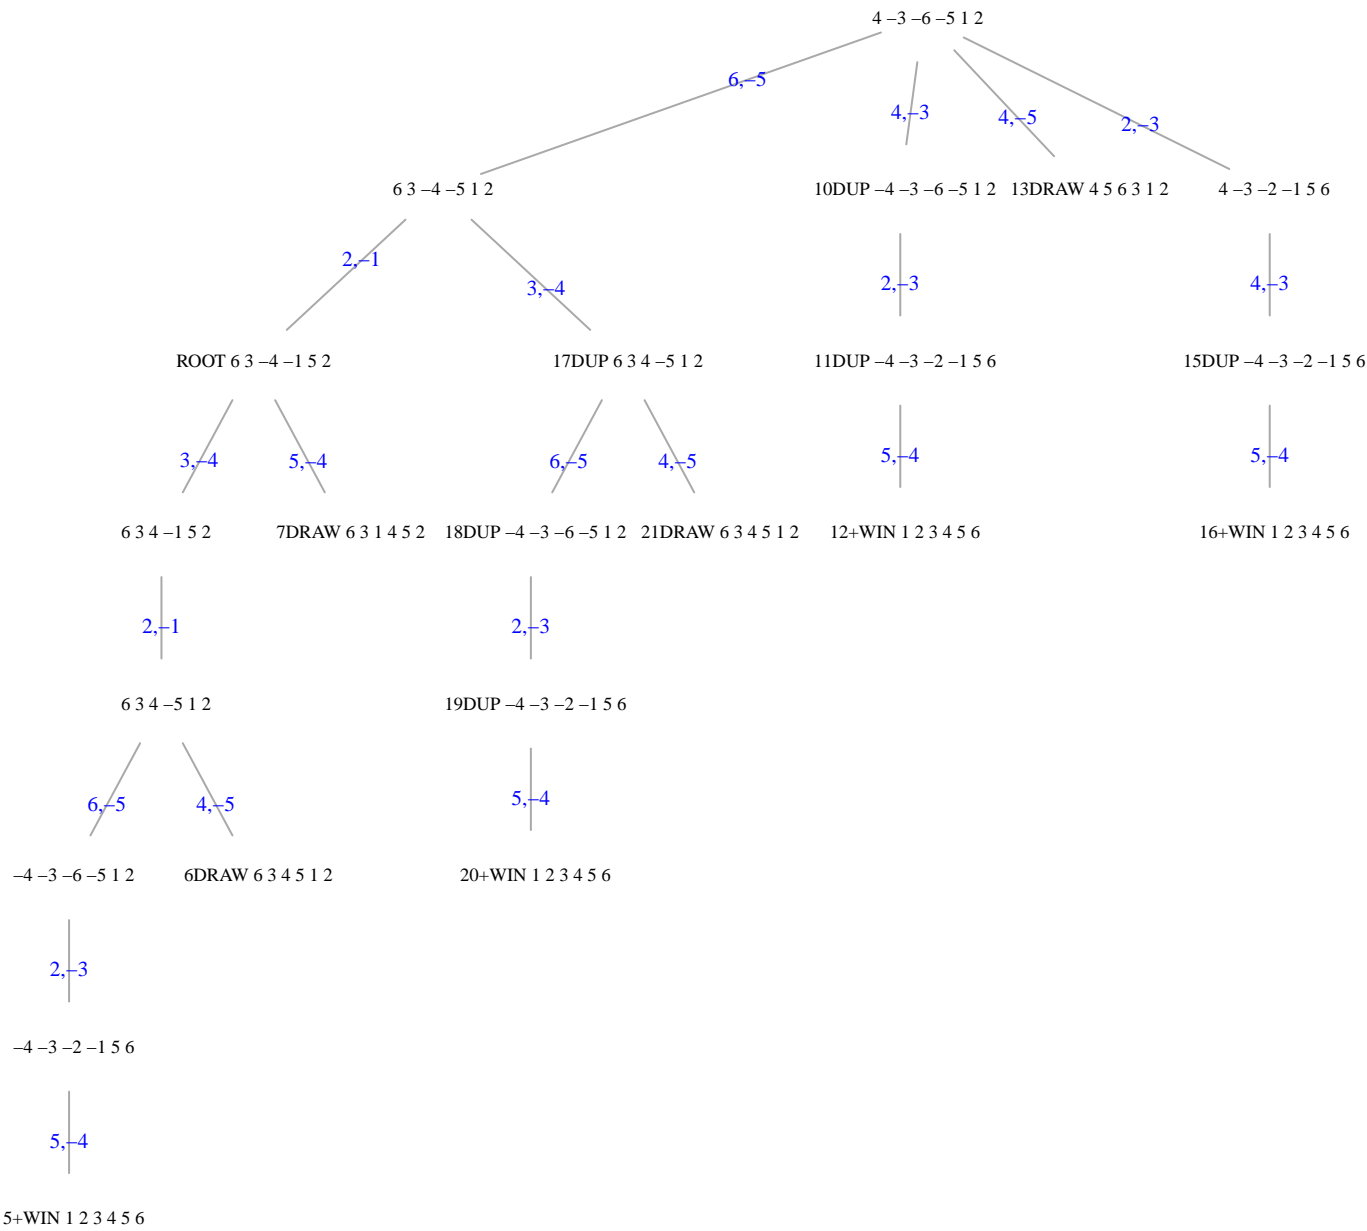 4 –3 –6 –5 1 2
6,–5
4,–3
4,–5
2,–3
6 3 –4 –5 1 2
10DUP –4 –3 –6 –5 1 2
13DRAW 4 5 6 3 1 2
4 –3 –2 –1 5 6
2,–1
3,–4
2,–3
4,–3
ROOT 6 3 –4 –1 5 2
17DUP 6 3 4 –5 1 2
11DUP –4 –3 –2 –1 5 6
15DUP –4 –3 –2 –1 5 6
3,–4
5,–4
6,–5
4,–5
5,–4
5,–4
6 3 4 –1 5 2
7DRAW 6 3 1 4 5 2
18DUP –4 –3 –6 –5 1 2
21DRAW 6 3 4 5 1 2
12+WIN 1 2 3 4 5 6
16+WIN 1 2 3 4 5 6
2,–1
2,–3
6 3 4 –5 1 2
19DUP –4 –3 –2 –1 5 6
6,–5
4,–5
5,–4
–4 –3 –6 –5 1 2
6DRAW 6 3 4 5 1 2
20+WIN 1 2 3 4 5 6
2,–3
–4 –3 –2 –1 5 6
5,–4
5+WIN 1 2 3 4 5 6